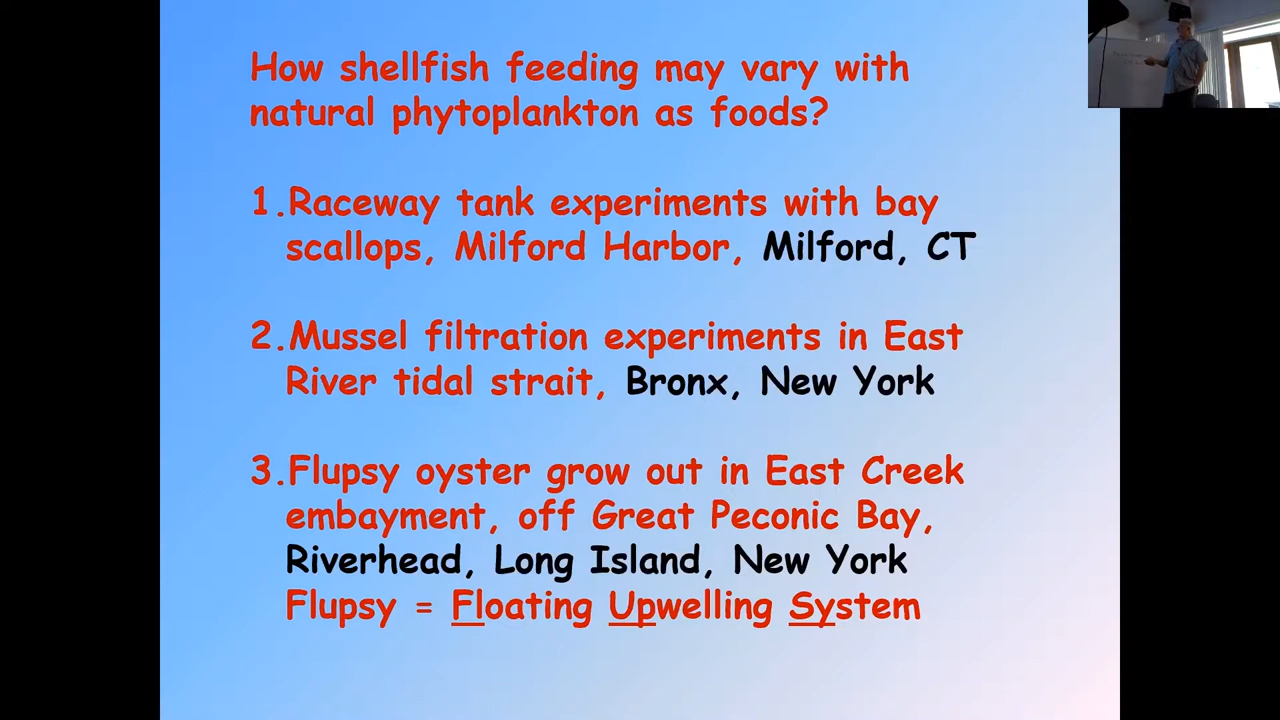 How shellfish feeding may vary with
natural phytoplankton as foods?
1.Raceway tank experiments with bay
scallops, Milford Harbor, Milford, CT
2.Mussel filtration experiments in East
River tidal strait, Bronx, New York
3.Flupsy oyster grow out in East Creek
embayment, off Great Peconic Bay,
Riverhead, Long Island, New York
Flupsy = Floating Upwelling System